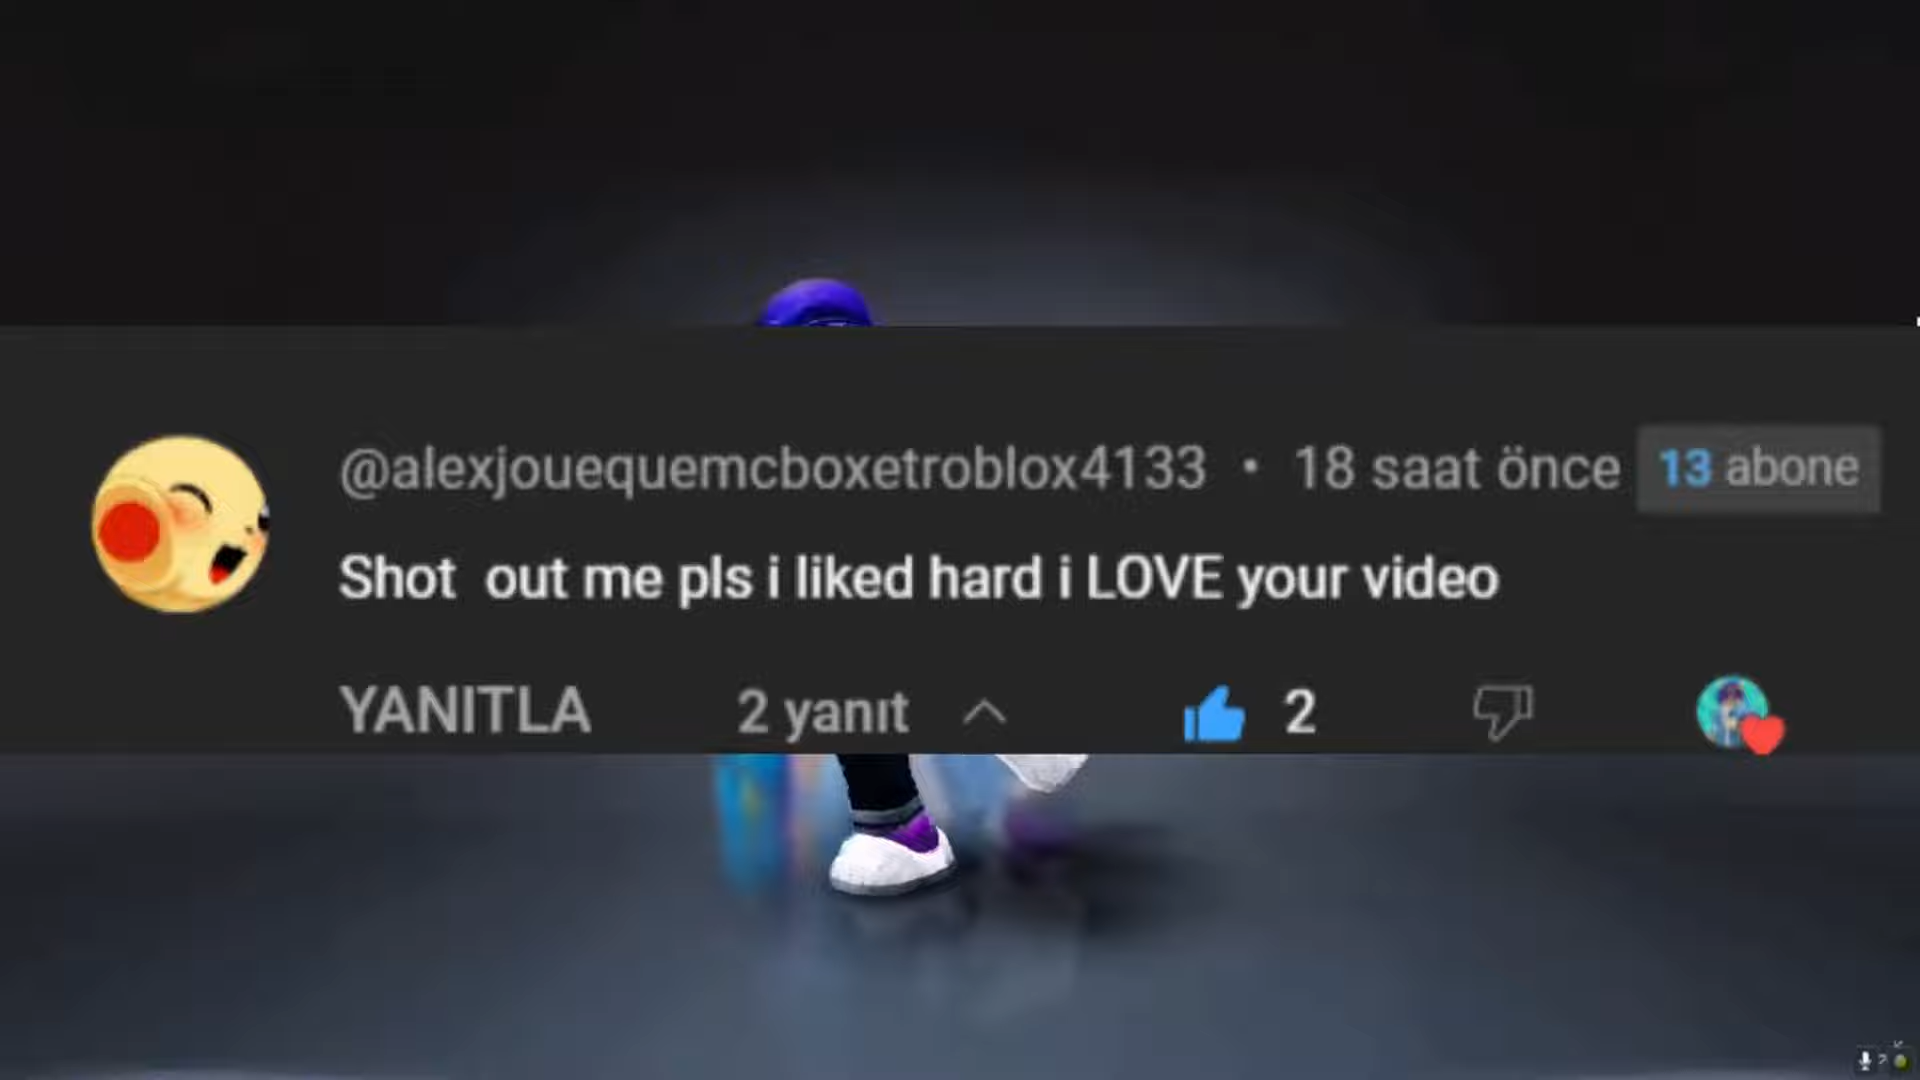 @alexjouequemcboxetroblox4133 • 18 saat önce 13 abone
Shot out me pls i liked hard i LOVE your video
YANITLA 2 yanıt 2